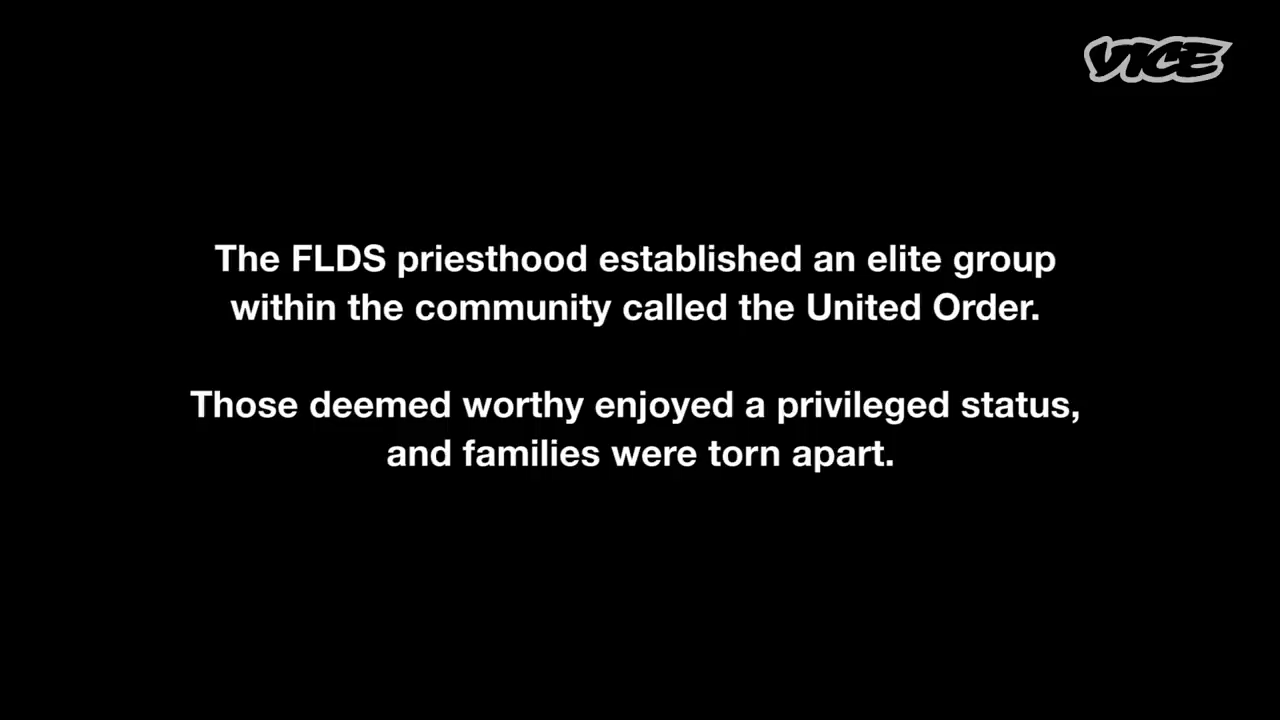 VICE
The FLDS priesthood established an elite group
within the community called the United Order.
Those deemed worthy enjoyed a privileged status,
and families were torn apart.